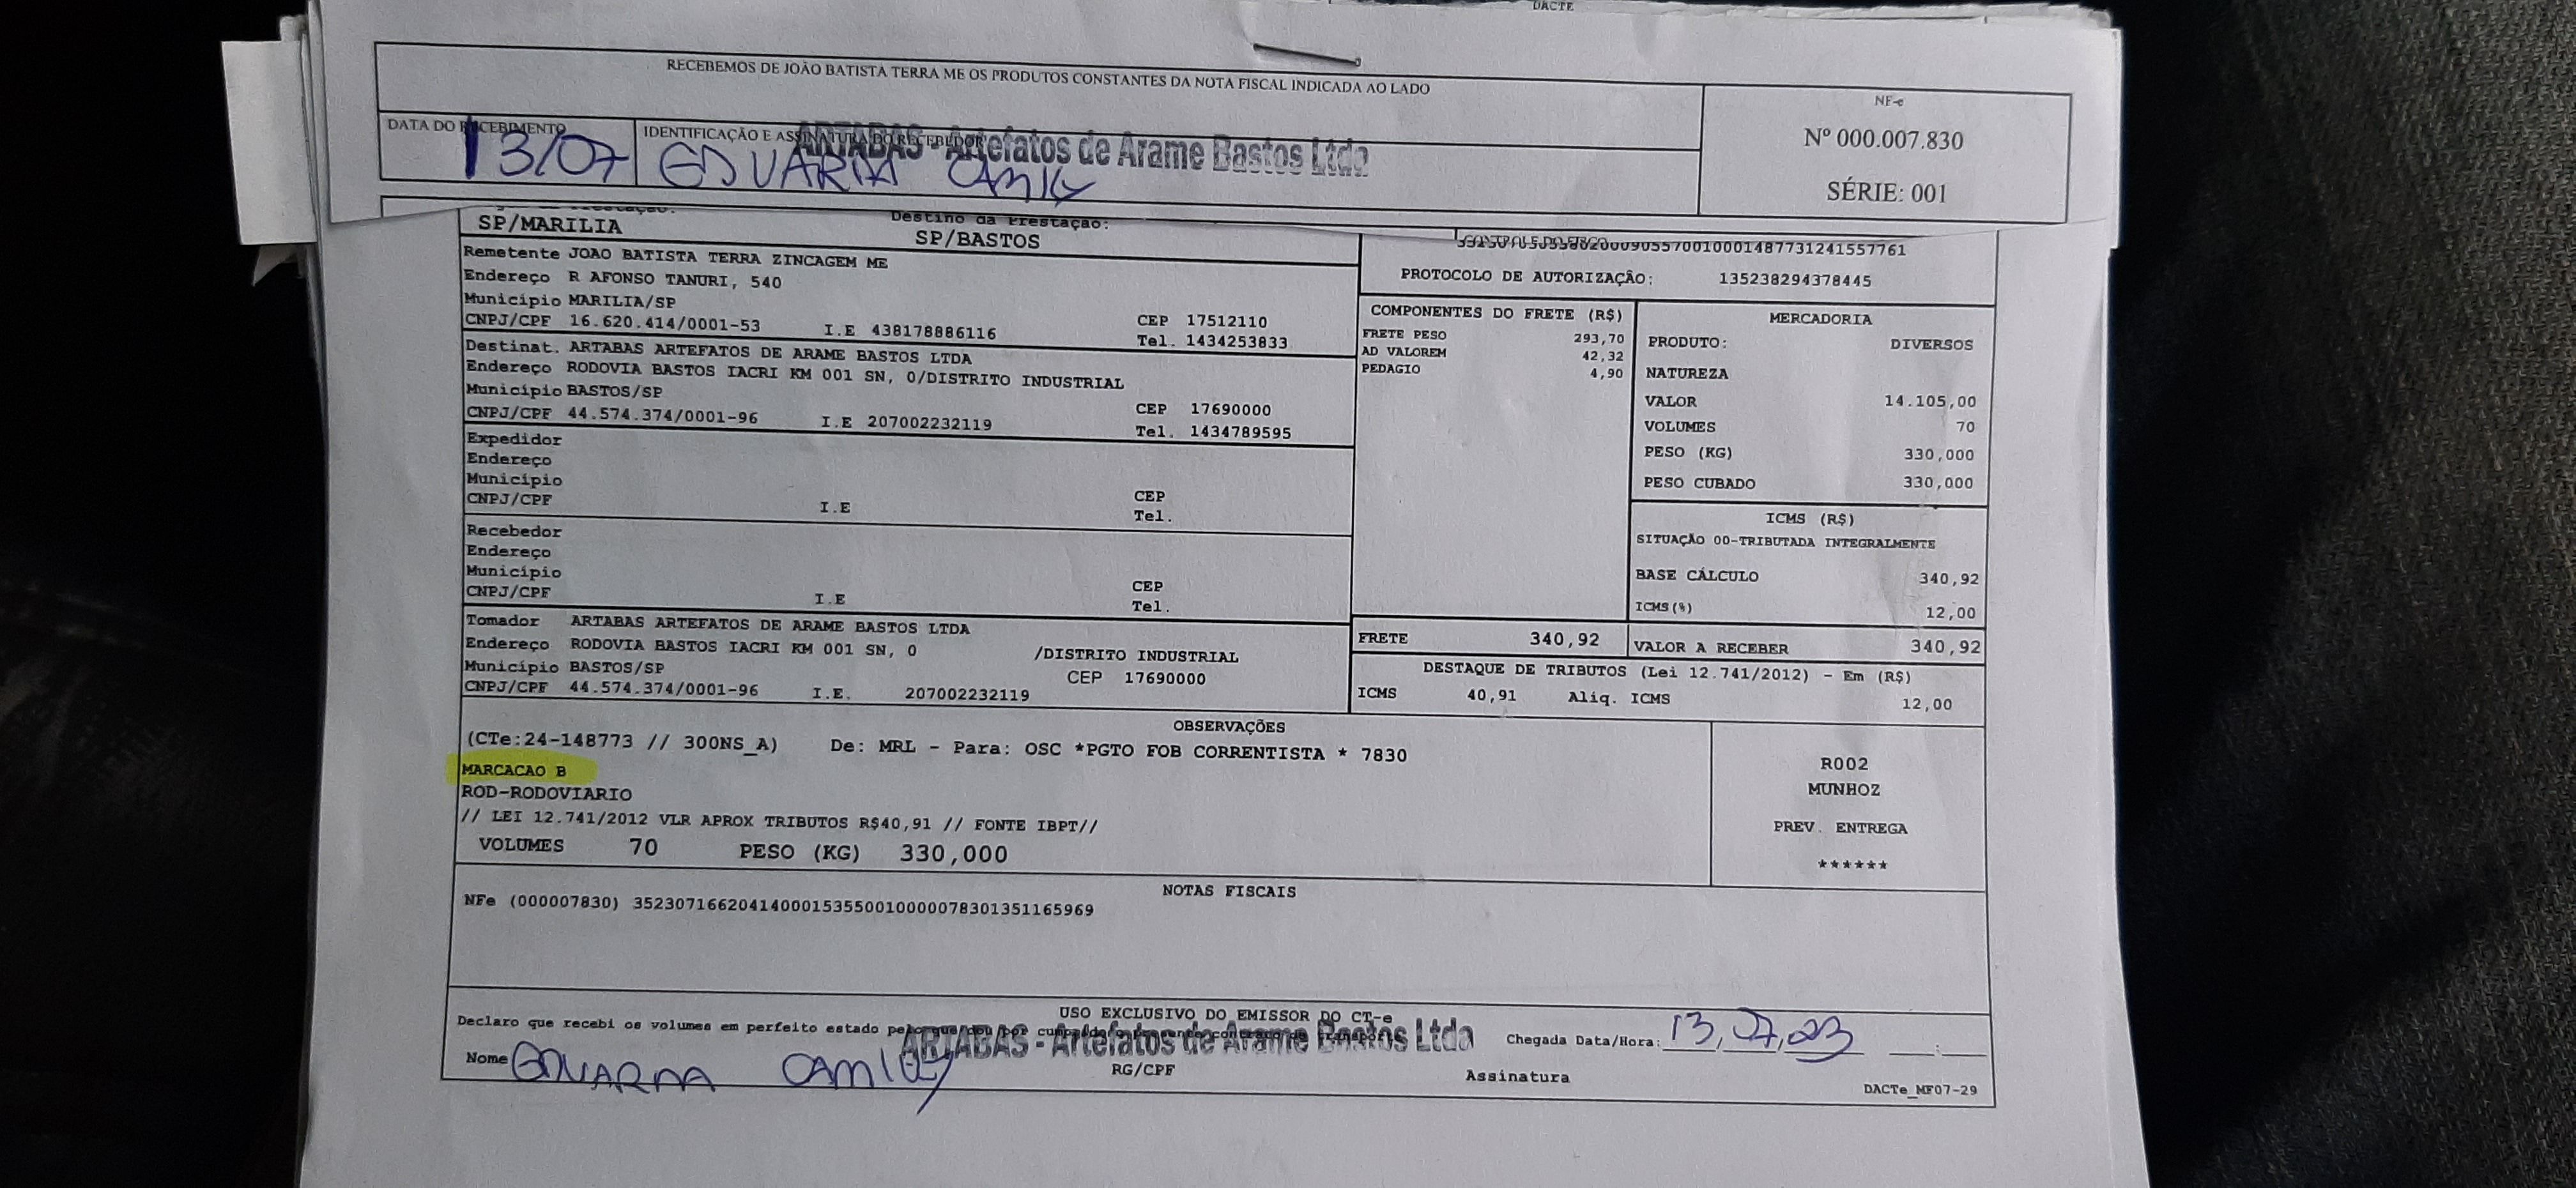 DACTE
RECEBEMOS DE JOÃO BATISTA TERRA ME OS PRODUTOS CONSTANTES DA NOTA FISCAL INDICADA AO LADO
NF-e
Nº 000.007.830
SÉRIE: 001
DATA DO RECEBIMENTO
13/07
IDENTIFICAÇÃO E ASSINATURA DO RECEBEDOR
ARTABAS - Artefatos de Arame Bastos Ltda
EDUARDA CAMILY
SP/MARILIA
Destino da Prestação:
SP/BASTOS
Remetente JOAO BATISTA TERRA ZINCAGEM ME
Endereço R AFONSO TANURI, 540
Município MARILIA/SP
CNPJ/CPF 16.620.414/0001-53 I.E 438178886116
CEP 17512110
Tel. 1434253833
Destinat. ARTABAS ARTEFATOS DE ARAME BASTOS LTDA
Endereço RODOVIA BASTOS IACRI KM 001 SN, 0/DISTRITO INDUSTRIAL
Município BASTOS/SP
CNPJ/CPF 44.574.374/0001-96 I.E 207002232119
CEP 17690000
Tel. 1434789595
Expedidor
Endereço
Município
CNPJ/CPF I.E
CEP
Tel.
Recebedor
Endereço
Município
CNPJ/CPF I.E
CEP
Tel.
Tomador ARTABAS ARTEFATOS DE ARAME BASTOS LTDA
Endereço RODOVIA BASTOS IACRI KM 001 SN, 0 /DISTRITO INDUSTRIAL
Município BASTOS/SP CEP 17690000
CNPJ/CPF 44.574.374/0001-96 I.E. 207002232119
PROTOCOLO DE AUTORIZAÇÃO: 135238294378445
COMPONENTES DO FRETE (R$)
FRETE PESO 293,70
AD VALOREM 42,32
PEDAGIO 4,90
MERCADORIA
PRODUTO: DIVERSOS
NATUREZA
VALOR 14.105,00
VOLUMES 70
PESO (KG) 330,000
PESO CUBADO 330,000
ICMS (R$)
SITUAÇÃO 00-TRIBUTADA INTEGRALMENTE
BASE CÁLCULO 340,92
ICMS(%) 12,00
FRETE 340,92
VALOR A RECEBER 340,92
DESTAQUE DE TRIBUTOS (Lei 12.741/2012) - Em (R$)
ICMS 40,91 Aliq. ICMS 12,00
OBSERVAÇÕES
(CTe:24-148773 // 300NS_A) De: MRL - Para: OSC *PGTO FOB CORRENTISTA * 7830
MARCACAO B
ROD-RODOVIARIO
// LEI 12.741/2012 VLR APROX TRIBUTOS R$40,91 // FONTE IBPT//
VOLUMES 70 PESO (KG) 330,000
R002
MUNHOZ
PREV. ENTREGA
******
NOTAS FISCAIS
NFe (000007830) 35230716620414000153550010000078301351165969
USO EXCLUSIVO DO EMISSOR DO CT-e
Declaro que recebi os volumes em perfeito estado pelo que dou por cumprido
ARTABAS - Artefatos de Arame Bastos Ltda
Chegada Data/Hora: 13/07/23 __:__
Nome EDUARDA CAMILY
RG/CPF
Assinatura
DACTe_MF07-29